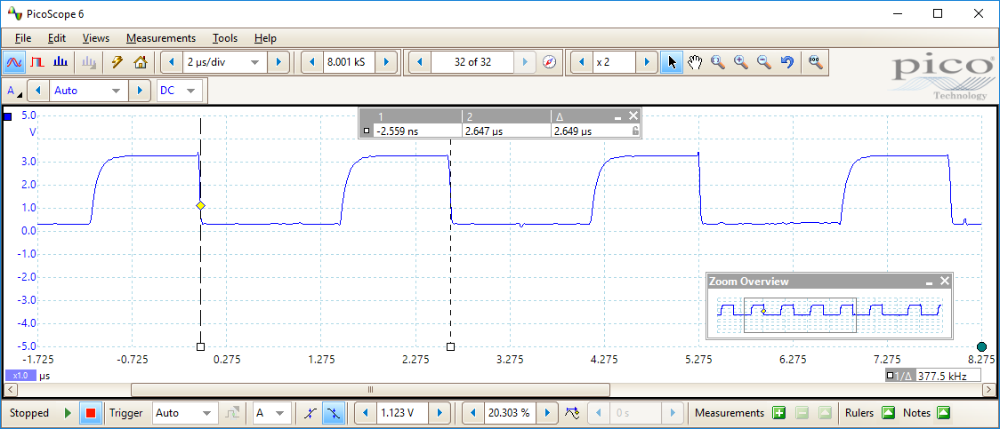 PicoScope 6
File Edit Views Measurements Tools Help
2 µs/div 8.001 kS 32 of 32 x 2
pico
Technology
A Auto DC
1 2 Δ
-2.559 ns 2.647 µs 2.649 µs
5.0
V
3.0
2.0
1.0
0.0
-1.0
-2.0
-3.0
-4.0
-5.0
Zoom Overview
-1.725 -0.725 0.275 1.275 2.275 3.275 4.275 5.275 6.275 7.275 8.275
x1.0 µs
1/Δ 377.5 kHz
Stopped Trigger Auto A 1.123 V 20.303 % 0 s Measurements Rulers Notes